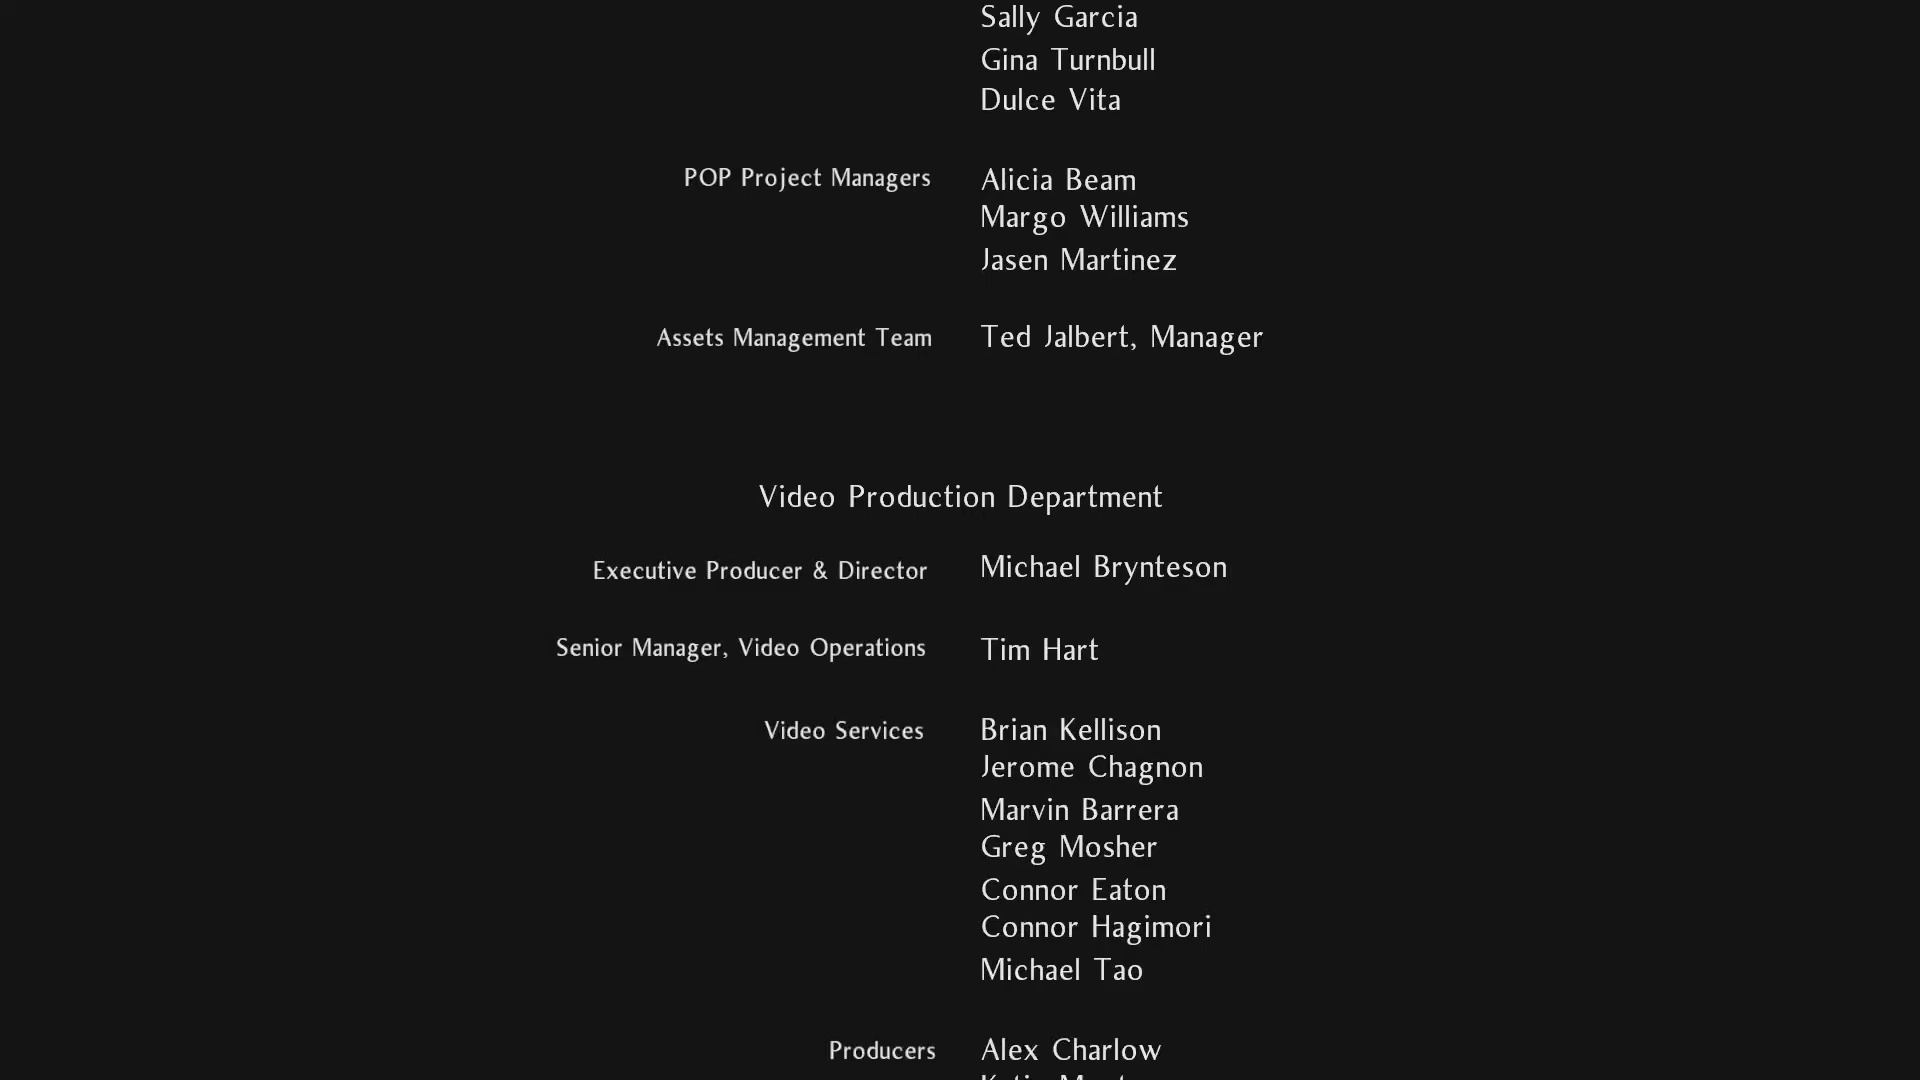 Sally Garcia
Gina Turnbull
Dulce Vita
POP Project Managers Alicia Beam
Margo Williams
Jasen Martinez
Assets Management Team Ted Jalbert, Manager
Video Production Department
Executive Producer & Director Michael Brynteson
Senior Manager, Video Operations Tim Hart
Video Services Brian Kellison
Jerome Chagnon
Marvin Barrera
Greg Mosher
Connor Eaton
Connor Hagimori
Michael Tao
Producers Alex Charlow